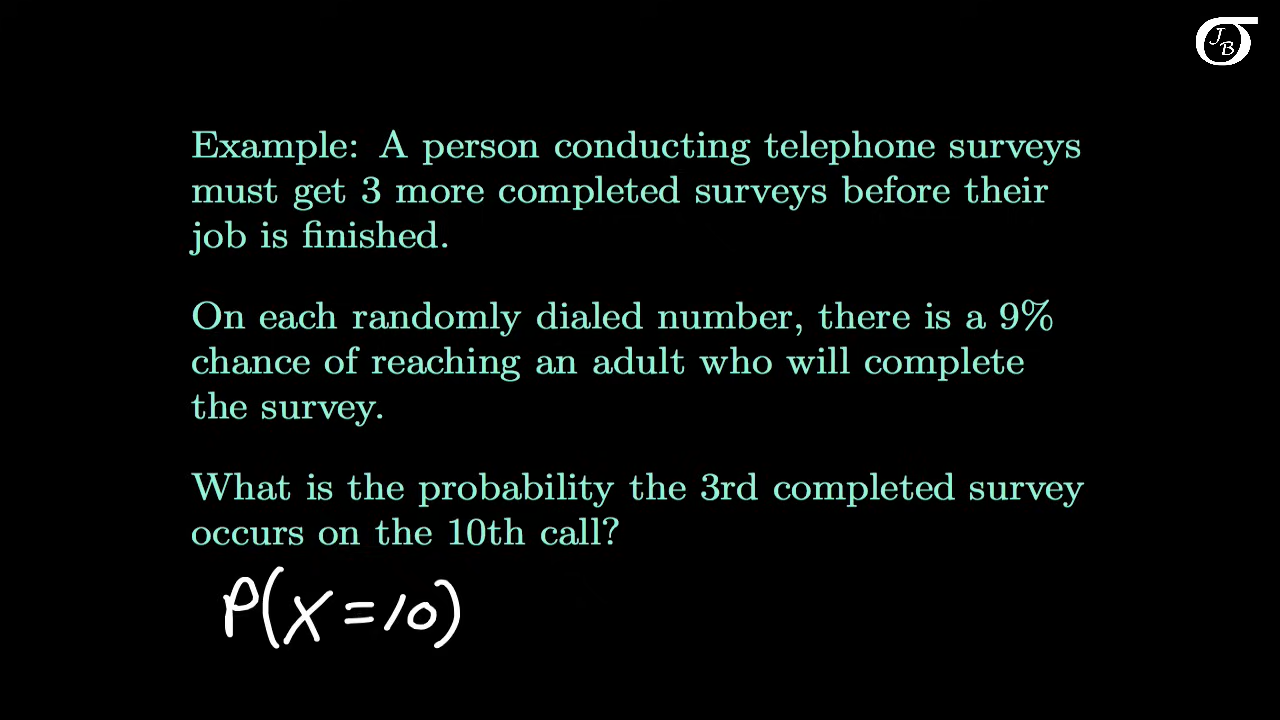 JB
Example: A person conducting telephone surveys
must get 3 more completed surveys before their
job is finished.
On each randomly dialed number, there is a 9%
chance of reaching an adult who will complete
the survey.
What is the probability the 3rd completed survey
occurs on the 10th call?
P(X=10)